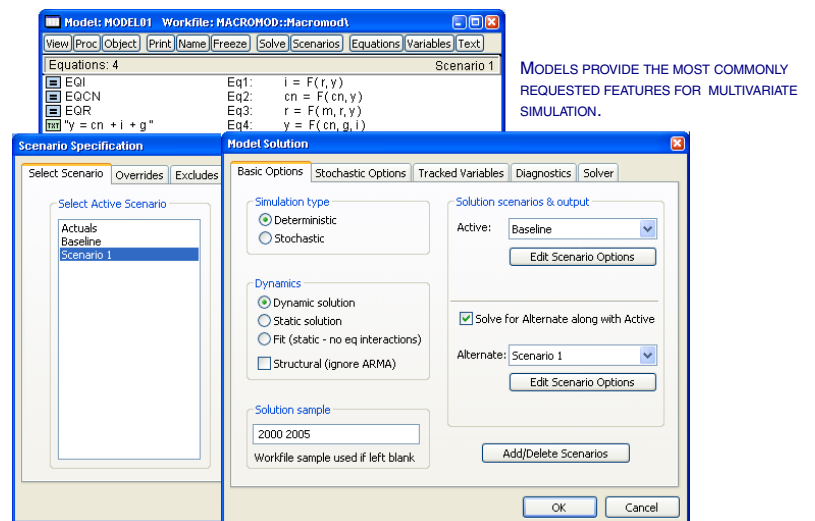 Model: MODEL01 Workfile: MACROMOD::Macromod\
View Proc Object Print Name Freeze Solve Scenarios Equations Variables Text
Equations: 4 Scenario 1
EQI Eq1: i = F(r,y)
EQCN Eq2: cn = F(cn,y)
EQR Eq3: r = F(m,r,y)
TXT "y = cn + i + g" Eq4: y = F(cn,g,i)
MODELS PROVIDE THE MOST COMMONLY
REQUESTED FEATURES FOR MULTIVARIATE
SIMULATION.
Scenario Specification
Select Scenario Overrides Excludes
Select Active Scenario
Actuals
Baseline
Scenario 1
Model Solution
Basic Options Stochastic Options Tracked Variables Diagnostics Solver
Simulation type
Deterministic
Stochastic
Dynamics
Dynamic solution
Static solution
Fit (static - no eq interactions)
Structural (ignore ARMA)
Solution sample
2000 2005
Workfile sample used if left blank
Solution scenarios & output
Active: Baseline
Edit Scenario Options
Solve for Alternate along with Active
Alternate: Scenario 1
Edit Scenario Options
Add/Delete Scenarios
OK Cancel